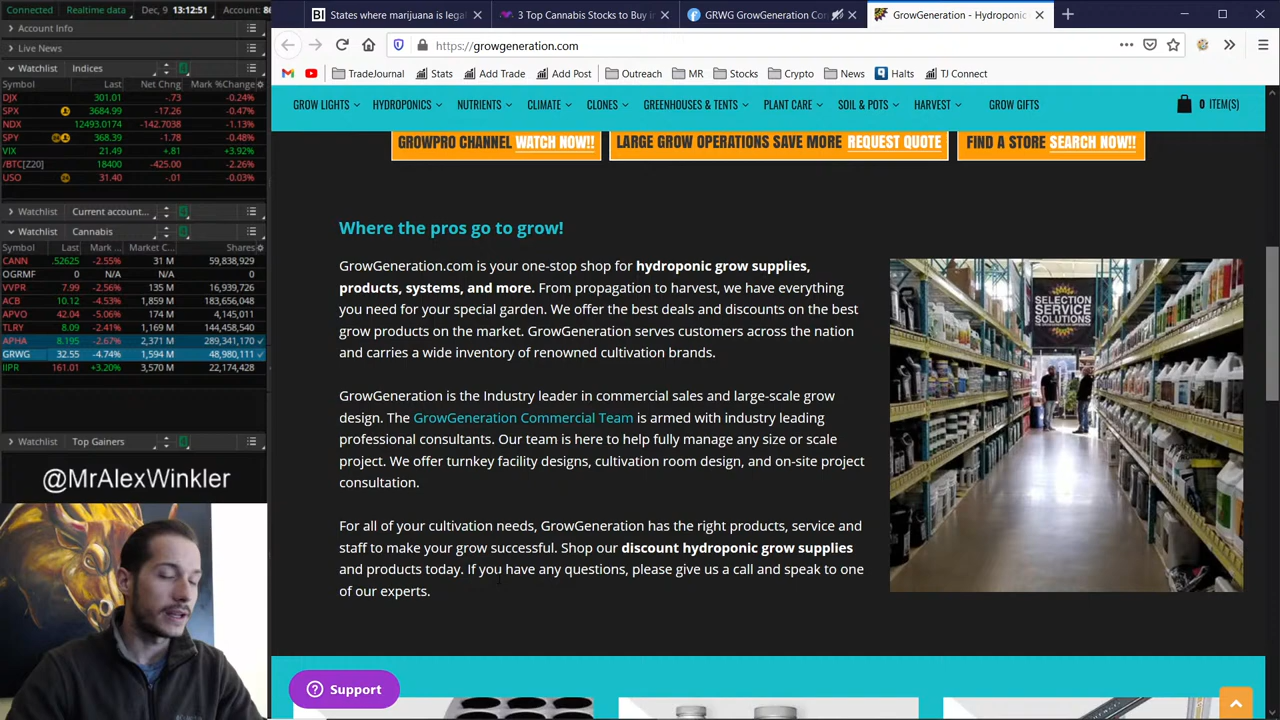 Connected Realtime data Dec, 9 13:12:51 Account: 86
Account Info
Live News
Watchlist Indices
Symbol Last Net Chng Mark %Change
DJX 301.01 -.73 -0.24%
SPX 3684.99 -17.26 -0.47%
NDX 12493.0174 -142.7038 -1.13%
SPY 368.39 -1.78 -0.48%
VIX 21.49 +.81 +3.92%
/BTC[Z20] 18400 -425.00 -2.26%
USO 31.40 -.01 -0.03%
Watchlist Current account...
Watchlist Cannabis
Symbol Last Mark ... Market C... Shares
CANN .52625 -2.55% 31 M 59,838,929
OGRMF 0 N/A N/A 0
VVPR 7.99 -2.56% 135 M 16,939,726
ACB 10.12 -4.53% 1,859 M 183,656,048
APVO 42.04 -5.06% 174 M 4,145,011
TLRY 8.09 -2.41% 1,169 M 144,458,540
APHA 8.195 -2.67% 2,371 M 289,341,170
GRWG 32.55 -4.74% 1,594 M 48,980,111
IIPR 161.01 +3.20% 3,570 M 22,174,428
Watchlist Top Gainers
@MrAlexWinkler
BI States where marijuana is legal
3 Top Cannabis Stocks to Buy in
GRWG GrowGeneration Con
GrowGeneration - Hydroponic
https://growgeneration.com
TradeJournal Stats Add Trade Add Post Outreach MR Stocks Crypto News Halts TJ Connect
GROW LIGHTS HYDROPONICS NUTRIENTS CLIMATE CLONES GREENHOUSES & TENTS PLANT CARE SOIL & POTS HARVEST GROW GIFTS 0 ITEM(S)
GROWPRO CHANNEL WATCH NOW!! LARGE GROW OPERATIONS SAVE MORE REQUEST QUOTE FIND A STORE SEARCH NOW!!
Where the pros go to grow!
GrowGeneration.com is your one-stop shop for hydroponic grow supplies,
products, systems, and more. From propagation to harvest, we have everything
you need for your special garden. We offer the best deals and discounts on the best
grow products on the market. GrowGeneration serves customers across the nation
and carries a wide inventory of renowned cultivation brands.
GrowGeneration is the Industry leader in commercial sales and large-scale grow
design. The GrowGeneration Commercial Team is armed with industry leading
professional consultants. Our team is here to help fully manage any size or scale
project. We offer turnkey facility designs, cultivation room design, and on-site project
consultation.
For all of your cultivation needs, GrowGeneration has the right products, service and
staff to make your grow successful. Shop our discount hydroponic grow supplies
and products today. If you have any questions, please give us a call and speak to one
of our experts.
SELECTION
SERVICE
SOLUTIONS
Support